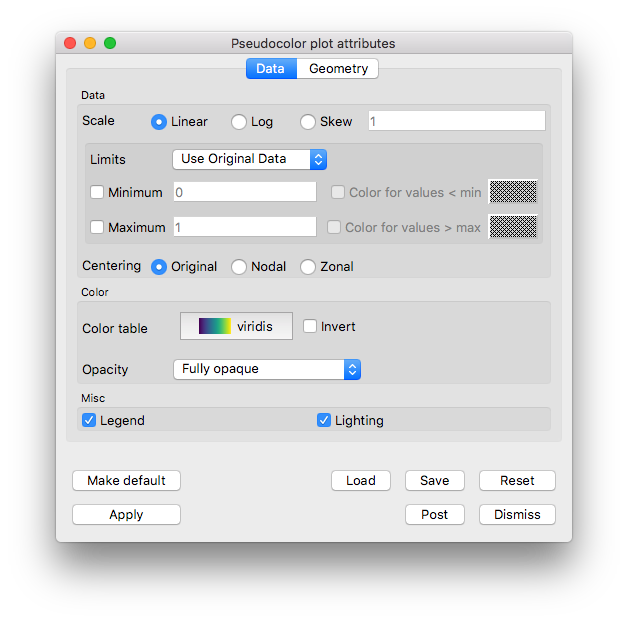 Pseudocolor plot attributes
Data Geometry
Data
Scale Linear Log Skew 1
Limits Use Original Data
Minimum 0 Color for values < min
Maximum 1 Color for values > max
Centering Original Nodal Zonal
Color
Color table viridis Invert
Opacity Fully opaque
Misc
Legend Lighting
Make default Load Save Reset
Apply Post Dismiss